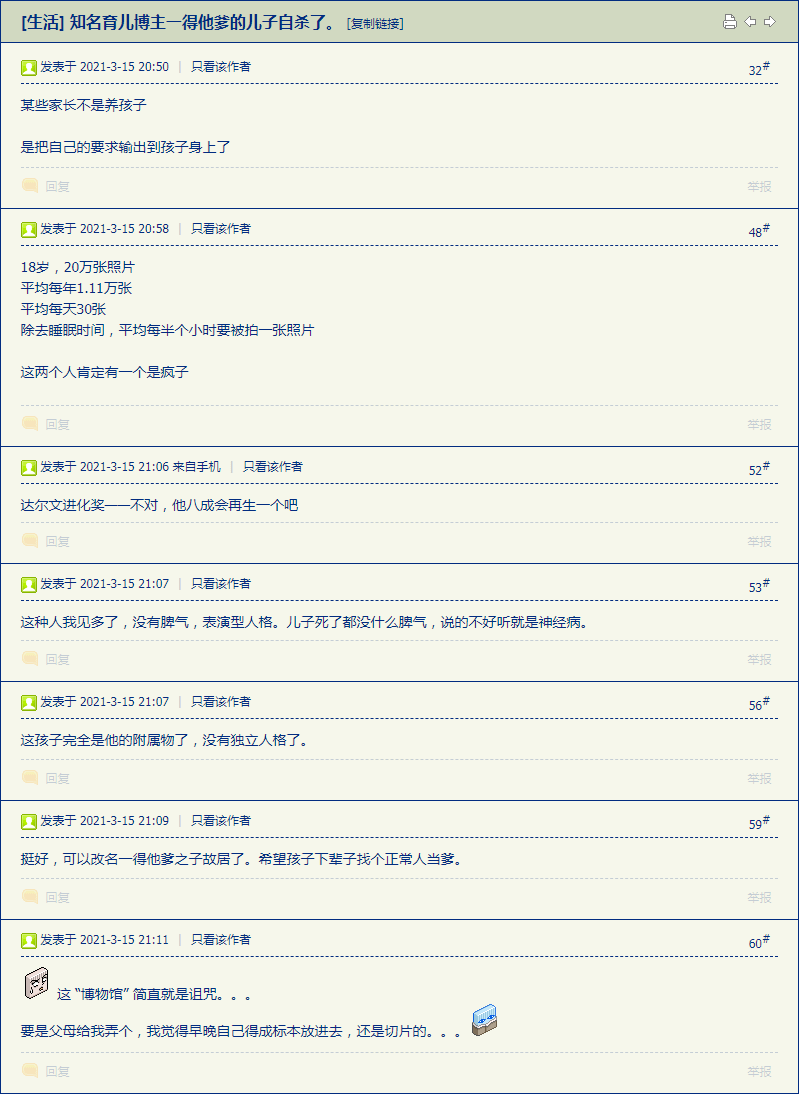 [生活] 知名育儿博主一得他爹的儿子自杀了。 [复制链接]
发表于 2021-3-15 20:50 | 只看该作者 32#
某些家长不是养孩子
是把自己的要求输出到孩子身上了
回复 举报
发表于 2021-3-15 20:58 | 只看该作者 48#
18岁，20万张照片
平均每年1.11万张
平均每天30张
除去睡眠时间，平均每半个小时要被拍一张照片
这两个人肯定有一个是疯子
回复 举报
发表于 2021-3-15 21:06 来自手机 | 只看该作者 52#
达尔文进化奖——不对，他八成会再生一个吧
回复 举报
发表于 2021-3-15 21:07 | 只看该作者 53#
这种人我见多了，没有脾气，表演型人格。儿子死了都没什么脾气，说的不好听就是神经病。
回复 举报
发表于 2021-3-15 21:07 | 只看该作者 56#
这孩子完全是他的附属物了，没有独立人格了。
回复 举报
发表于 2021-3-15 21:09 | 只看该作者 59#
挺好，可以改名一得他爹之子故居了。希望孩子下辈子找个正常人当爹。
回复 举报
发表于 2021-3-15 21:11 | 只看该作者 60#
这 “博物馆” 简直就是诅咒。。。
要是父母给我弄个，我觉得早晚自己得成标本放进去，还是切片的。。。
回复 举报